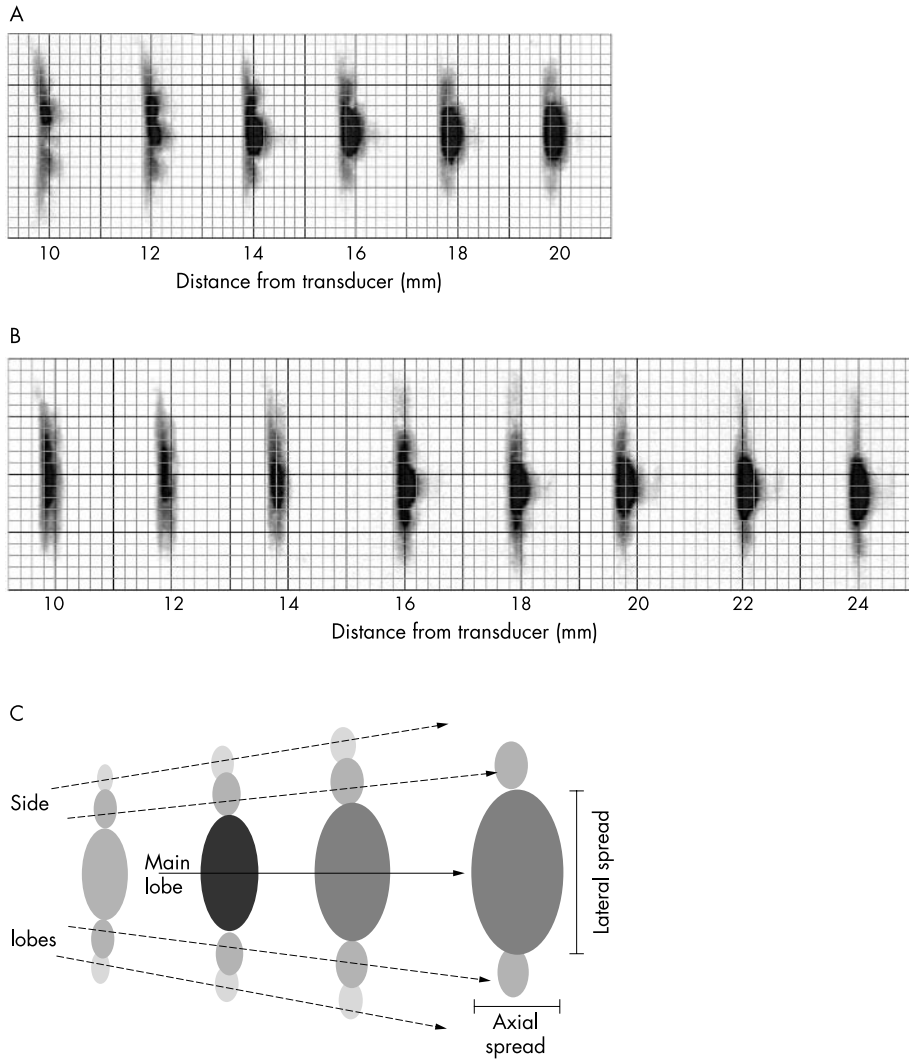 A
10 12 14 16 18 20
Distance from transducer (mm)
B
10 12 14 16 18 20 22 24
Distance from transducer (mm)
C
Side
Main
lobe
lobes
Lateral spread
Axial
spread